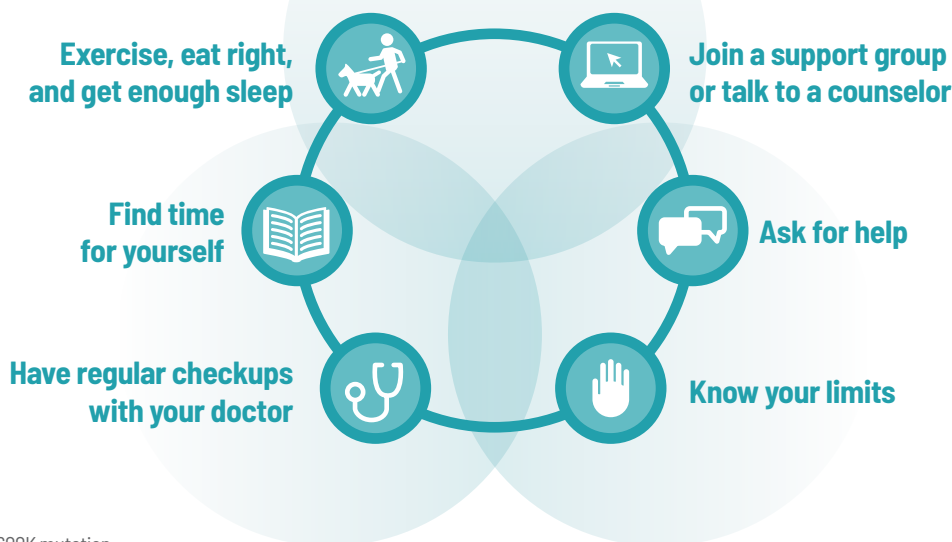 Exercise, eat right,
and get enough sleep
Join a support group
or talk to a counselor
Find time
for yourself
Ask for help
Have regular checkups
with your doctor
Know your limits
mutation